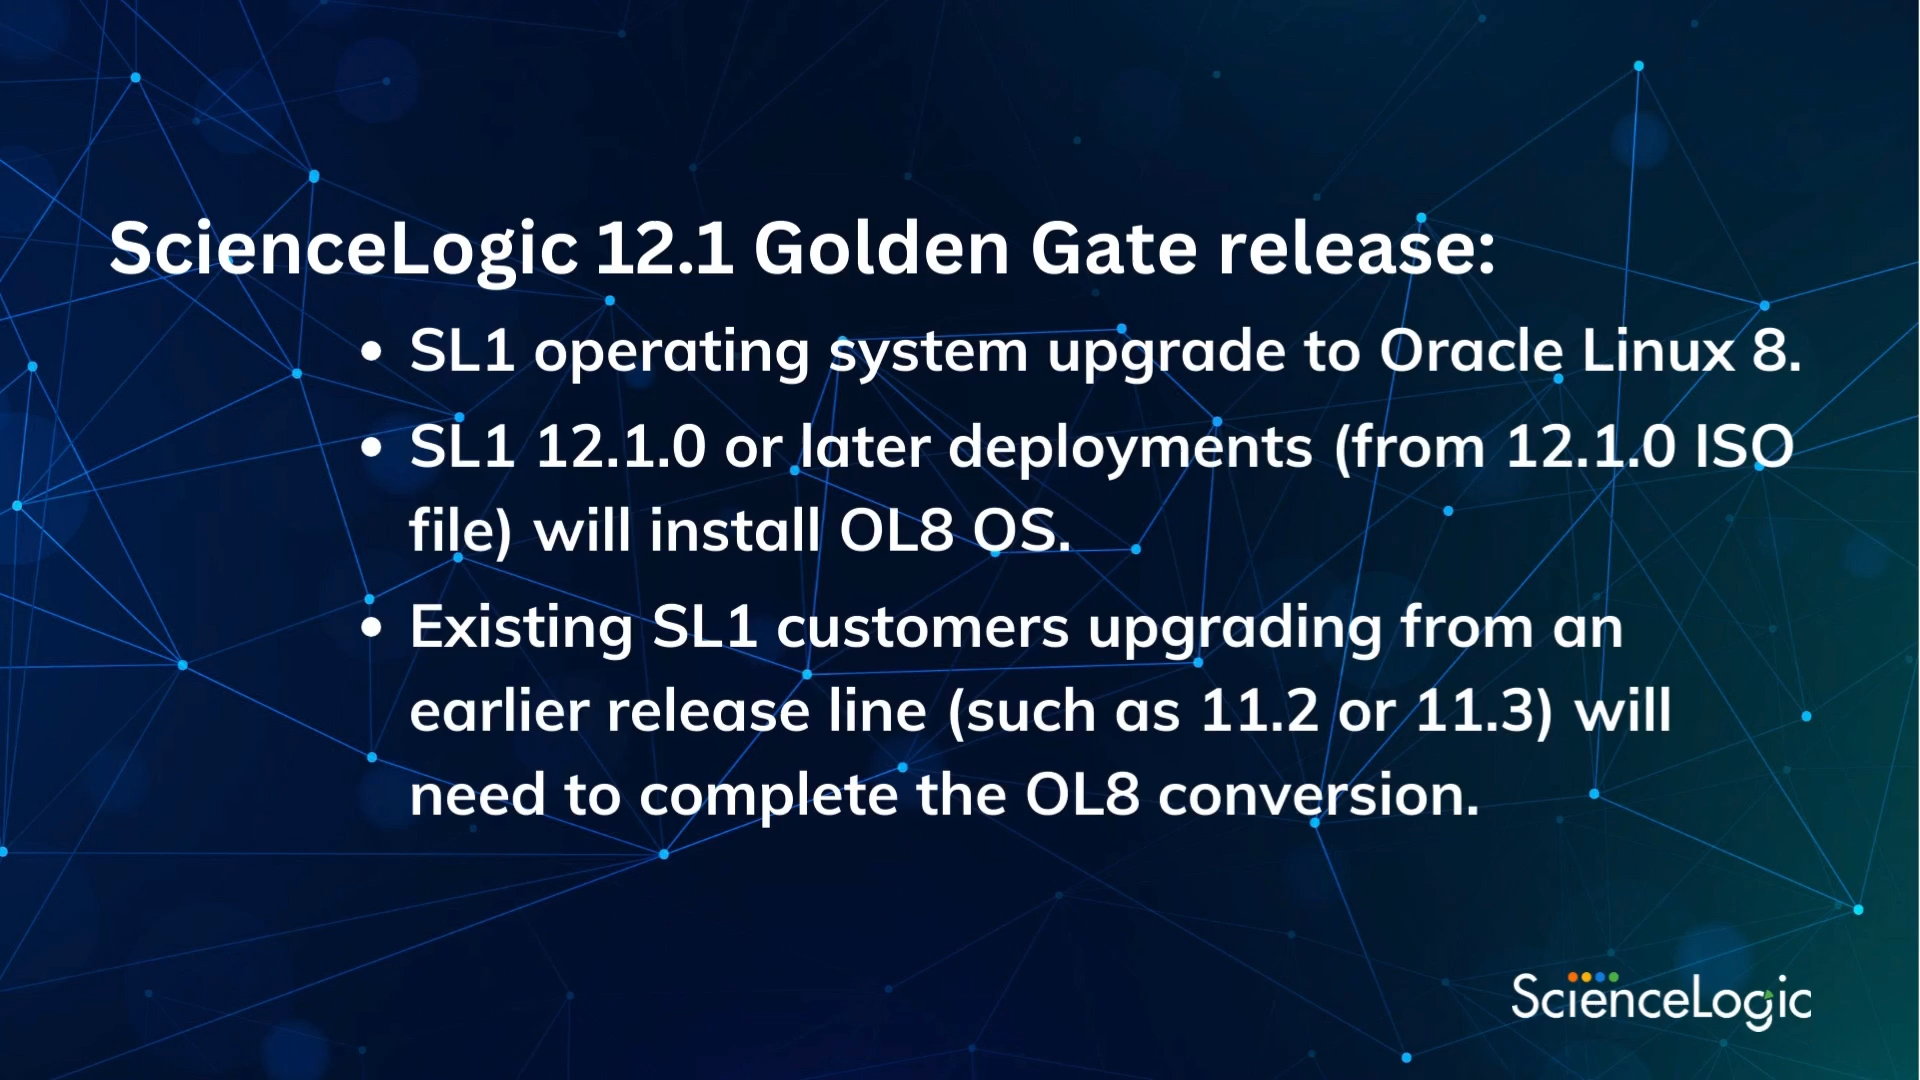 ScienceLogic 12.1 Golden Gate release:
• SL1 operating system upgrade to Oracle Linux 8.
• SL1 12.1.0 or later deployments (from 12.1.0 ISO
file) will install OL8 OS.
• Existing SL1 customers upgrading from an
earlier release line (such as 11.2 or 11.3) will
need to complete the OL8 conversion.
ScienceLogic